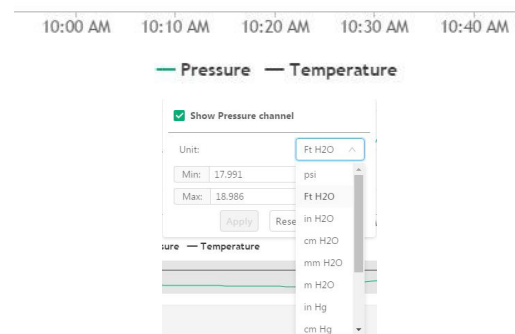 10:00 AM 10:10 AM 10:20 AM 10:30 AM 10:40 AM
Pressure Temperature
Show Pressure channel
Unit: Ft H2O
Min: 17.991
Max: 18.986
Apply Rese
psi
Ft H2O
in H2O
cm H2O
mm H2O
m H2O
in Hg
cm Hg
sure Temperature